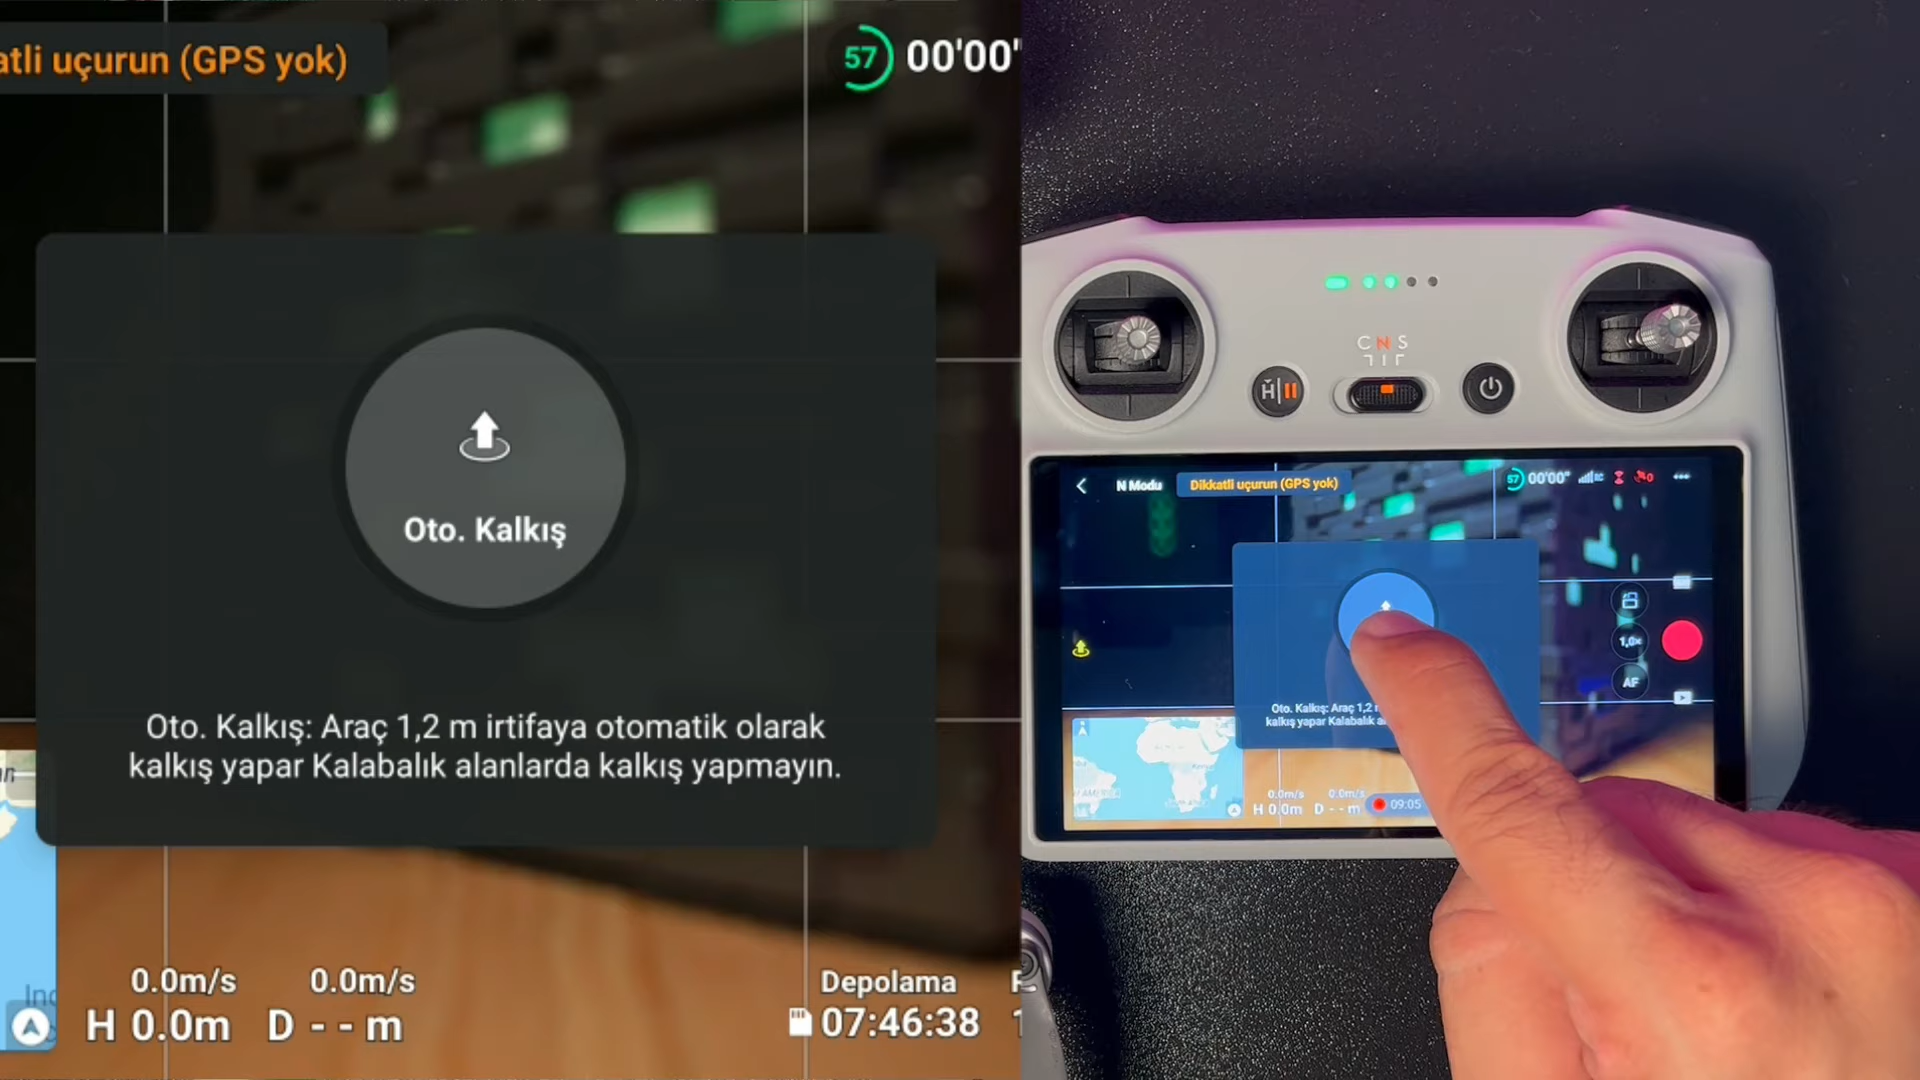 atli uçurun (GPS yok)
57 00'00"
Oto. Kalkış
Oto. Kalkış: Araç 1,2 m irtifaya otomatik olarak
kalkış yapar Kalabalık alanlarda kalkış yapmayın.
0.0m/s 0.0m/s
H 0.0m D - - m
Depolama
07:46:38
C N S
H
N Modu
Dikkatli uçurun (GPS yok)
57 00'00" RC 0
1,0x
AF
Oto. Kalkış: Araç 1,2
kalkış yapar Kalabalık
0.0m/s 0.0m/s
H 0.0m D - - m
09:05